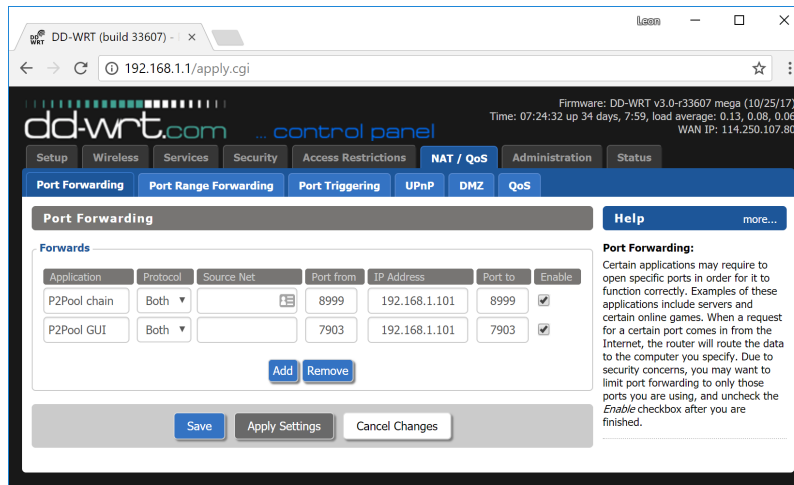 Leon
DD-WRT (build 33607) -
192.168.1.1/apply.cgi
Firmware: DD-WRT v3.0-r33607 mega (10/25/17)
Time: 07:24:32 up 34 days, 7:59, load average: 0.13, 0.08, 0.06
WAN IP: 114.250.107.80
dd-wrt.com ... control panel
Setup Wireless Services Security Access Restrictions NAT / QoS Administration Status
Port Forwarding Port Range Forwarding Port Triggering UPnP DMZ QoS
Port Forwarding
Forwards
Application Protocol Source Net Port from IP Address Port to Enable
P2Pool chain Both 8999 192.168.1.101 8999
P2Pool GUI Both 7903 192.168.1.101 7903
Add Remove
Save Apply Settings Cancel Changes
Help more...
Port Forwarding:
Certain applications may require to
open specific ports in order for it to
function correctly. Examples of these
applications include servers and
certain online games. When a request
for a certain port comes in from the
Internet, the router will route the data
to the computer you specify. Due to
security concerns, you may want to
limit port forwarding to only those
ports you are using, and uncheck the
Enable checkbox after you are
finished.